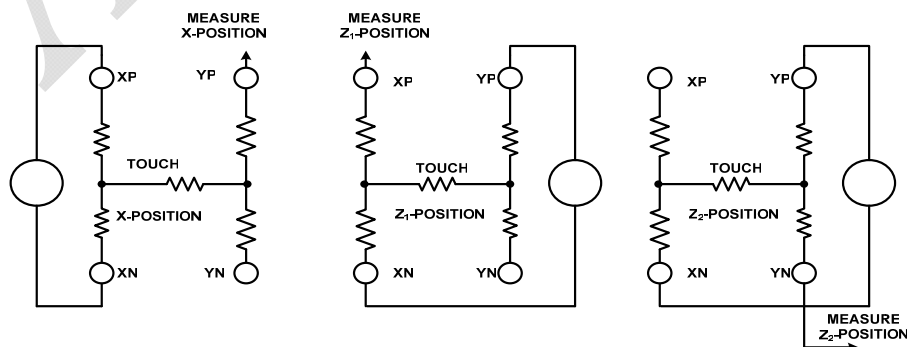 MEASURE
X-POSITION
XP
YP
TOUCH
X-POSITION
XN
YN
MEASURE
Z1-POSITION
XP
YP
TOUCH
Z1-POSITION
XN
YN
XP
YP
TOUCH
Z2-POSITION
XN
YN
MEASURE
Z2-POSITION